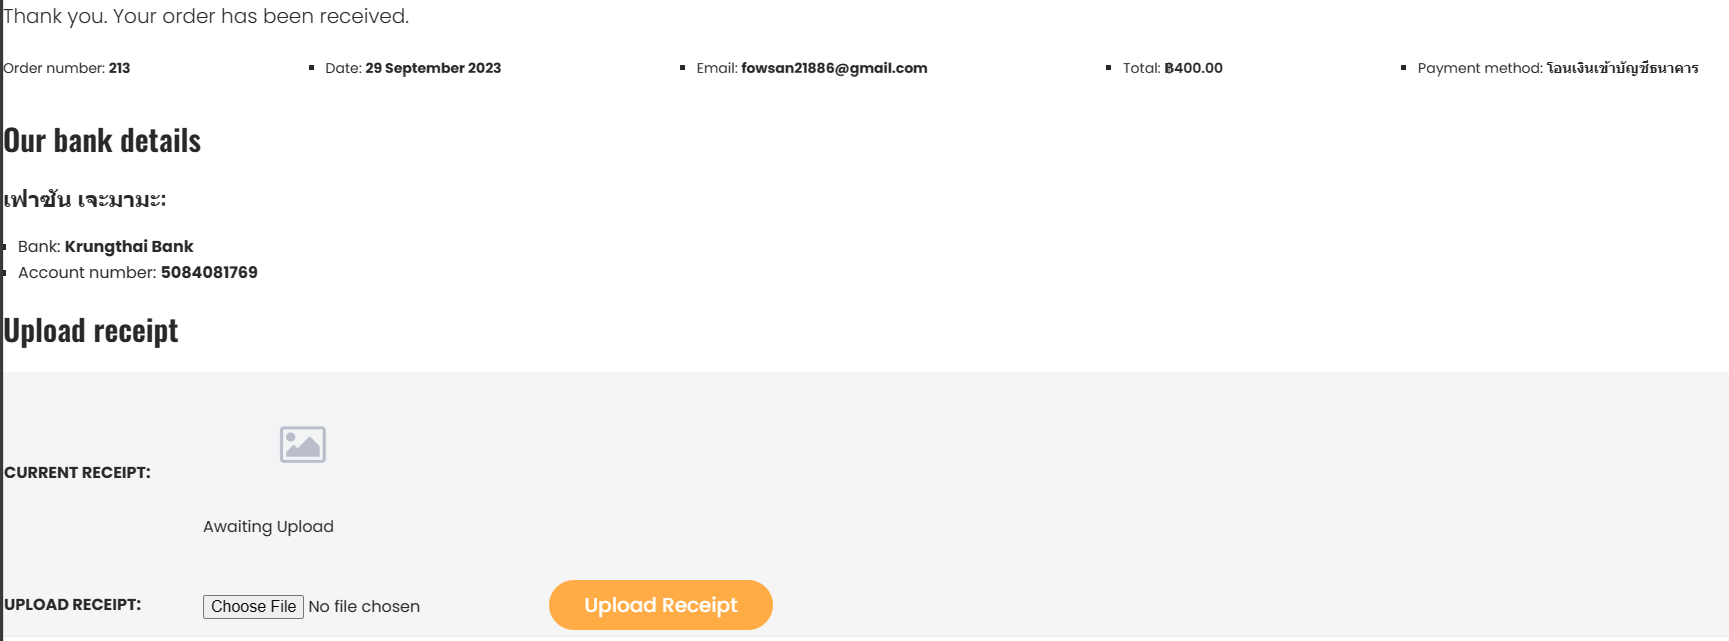 Thank you. Your order has been received.
Order number: 213
Date: 29 September 2023
Email: fowsan21886@gmail.com
Total: ฿400.00
Payment method: โอนเงินเข้าบัญชีธนาคาร
Our bank details
เฟาซัน เจะมามะ:
Bank: Krungthai Bank
Account number: 5084081769
Upload receipt
CURRENT RECEIPT:
Awaiting Upload
UPLOAD RECEIPT:
Choose File No file chosen
Upload Receipt